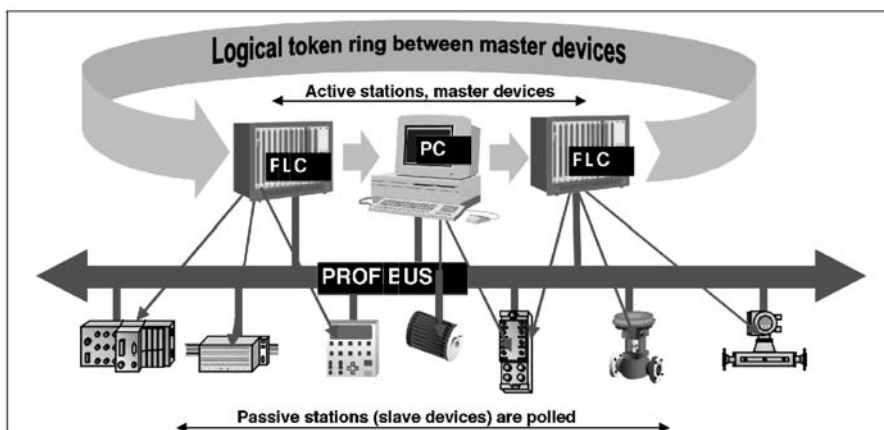 Logical token ring between master devices
Active stations, master devices
FLC
PC
FLC
PROF BUS
Passive stations (slave devices) are polled